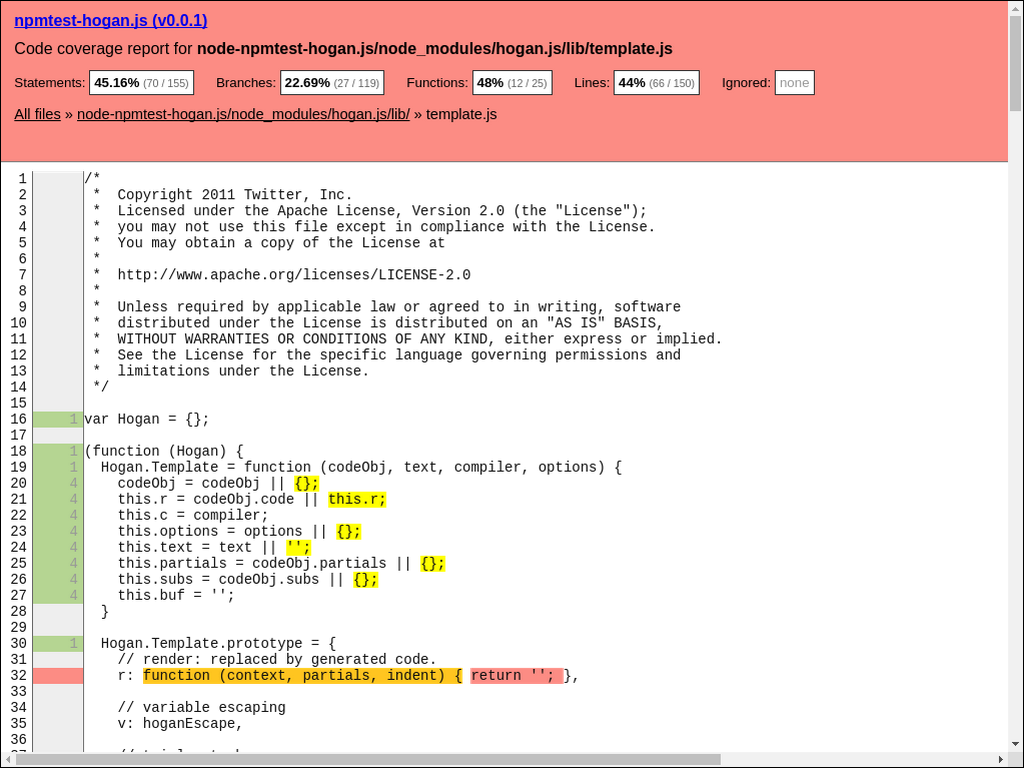 npmtest-hogan.js (v0.0.1)
Code coverage report for node-npmtest-hogan.js/node_modules/hogan.js/lib/template.js
Statements: 45.16% (70 / 155) Branches: 22.69% (27 / 119) Functions: 48% (12 / 25) Lines: 44% (66 / 150) Ignored: none
All files » node-npmtest-hogan.js/node_modules/hogan.js/lib/ » template.js
1 /*
2  *  Copyright 2011 Twitter, Inc.
3  *  Licensed under the Apache License, Version 2.0 (the "License");
4  *  you may not use this file except in compliance with the License.
5  *  You may obtain a copy of the License at
6  *
7  *  http://www.apache.org/licenses/LICENSE-2.0
8  *
9  *  Unless required by applicable law or agreed to in writing, software
10  *  distributed under the License is distributed on an "AS IS" BASIS,
11  *  WITHOUT WARRANTIES OR CONDITIONS OF ANY KIND, either express or implied.
12  *  See the License for the specific language governing permissions and
13  *  limitations under the License.
14  */
15
16 1 var Hogan = {};
17
18 1 (function (Hogan) {
19 1   Hogan.Template = function (codeObj, text, compiler, options) {
20 4     codeObj = codeObj || {};
21 4     this.r = codeObj.code || this.r;
22 4     this.c = compiler;
23 4     this.options = options || {};
24 4     this.text = text || '';
25 4     this.partials = codeObj.partials || {};
26 4     this.subs = codeObj.subs || {};
27 4     this.buf = '';
28   }
29
30 1   Hogan.Template.prototype = {
31     // render: replaced by generated code.
32     r: function (context, partials, indent) { return ''; },
33
34     // variable escaping
35     v: hoganEscape,
36